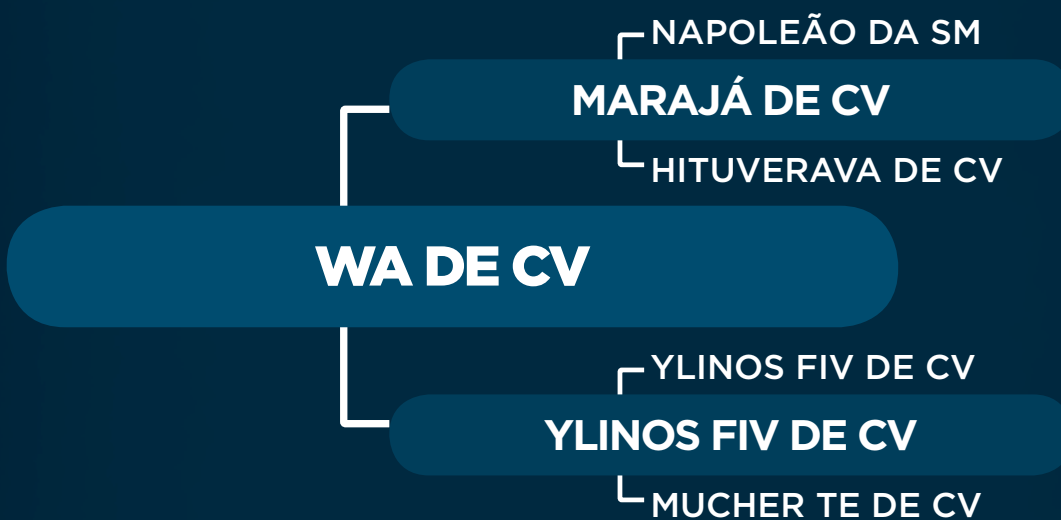 NAPOLEÃO DA SM
MARAJÁ DE CV
HITUVERAVA DE CV
WA DE CV
YLINOS FIV DE CV
YLINOS FIV DE CV
MUCHER TE DE CV